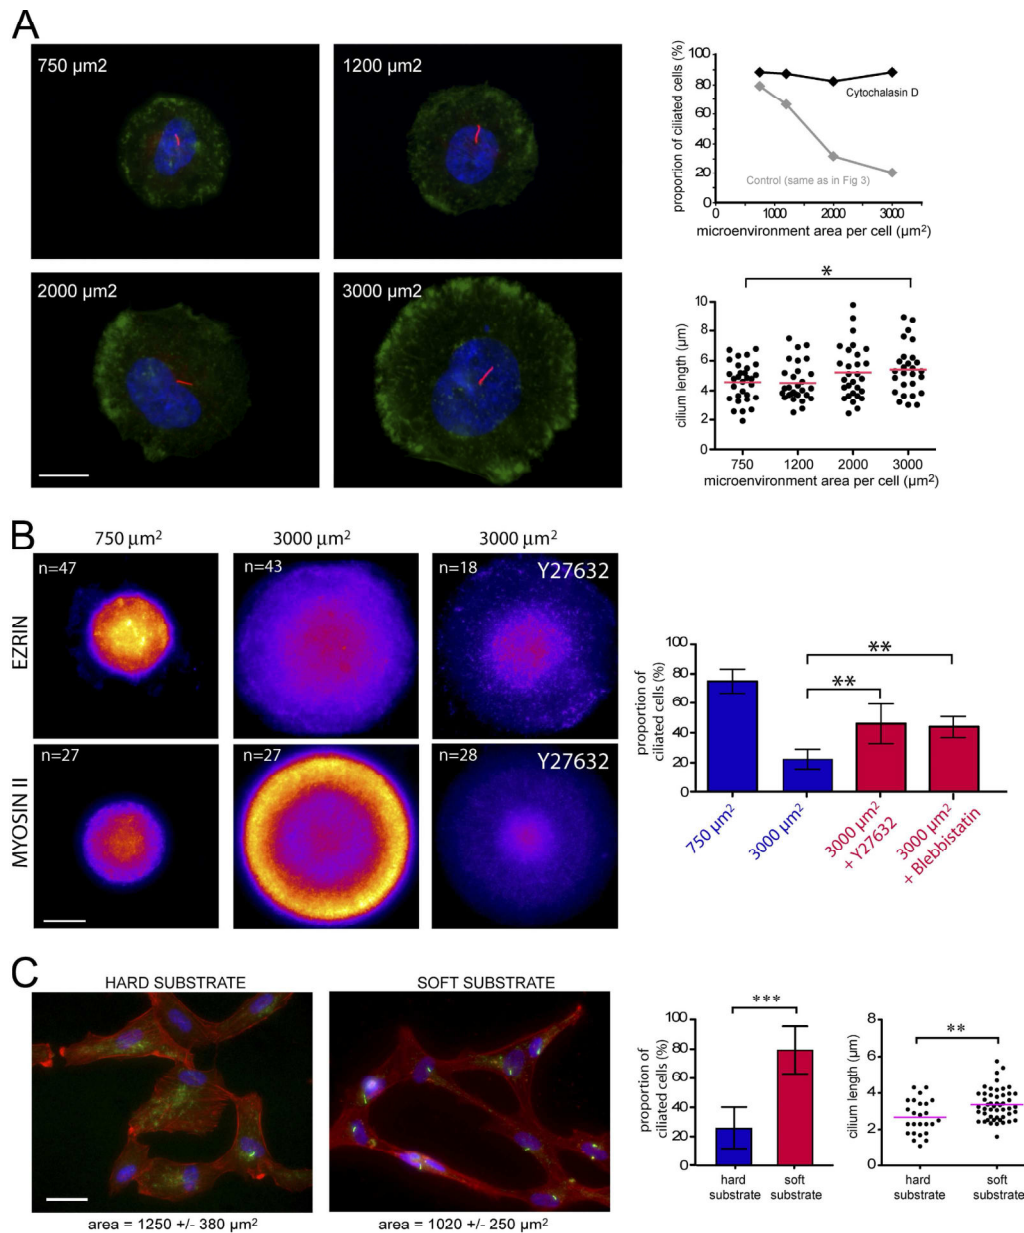 A
750 µm2
1200 µm2
2000 µm2
3000 µm2
proportion of ciliated cells (%)
100
80
60
40
20
0
Cytochalasin D
Control (same as in Fig 3)
0 1000 2000 3000
microenvironment area per cell (µm²)
*
cilium length (µm)
10
8
6
4
2
0
750 1200 2000 3000
microenvironment area per cell (µm²)
B
750 µm² 3000 µm² 3000 µm²
EZRIN
n=47
n=43
n=18 Y27632
MYOSIN II
n=27
n=27
n=28 Y27632
proportion of
ciliated cells (%)
100
80
60
40
20
0
**
**
750 µm²
3000 µm²
3000 µm²
+ Y27632
3000 µm²
+ Blebbistatin
C
HARD SUBSTRATE
SOFT SUBSTRATE
area = 1250 +/- 380 µm²
area = 1020 +/- 250 µm²
proportion of
ciliated cells (%)
100
80
60
40
20
0
***
hard
substrate
soft
substrate
cilium length (µm)
8
6
4
2
0
**
hard
substrate
soft
substrate